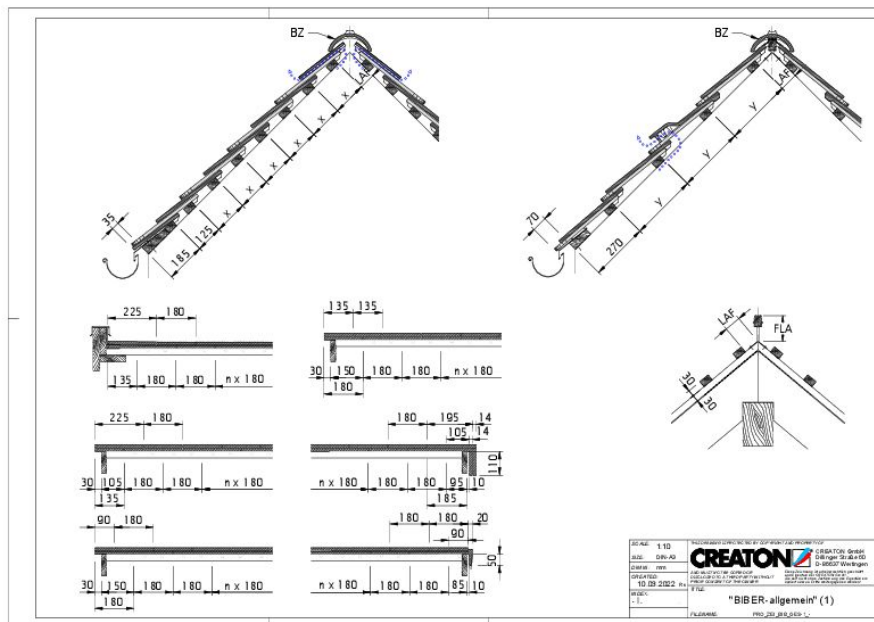 BZ
LAF
X
X
X
X
X
X
125
185
35
BZ
LAF
Y
Y
Y
270
70
225 180
135 180 180 n x 180
135 135
30 150 180 180 n x 180
180
LAF
FLA
30
30
225 180
30 105 180 180 n x 180
135
180 195 14
105 14
110
n x 180 180 180 95 10
185
90 180
30 150 180 180 n x 180
180
180 180 20
90
50
n x 180 180 180 85 10
SCALE 1:10
SIZE DIN-A3
DIMS. mm
CREATED 10.09.2022
INDEX
- 1.
CREATON
CREATON GmbH
Dillinger Straße 60
D-86637 Wertingen
TITLE
"BIBER-allgemein" (1)
FILENAME